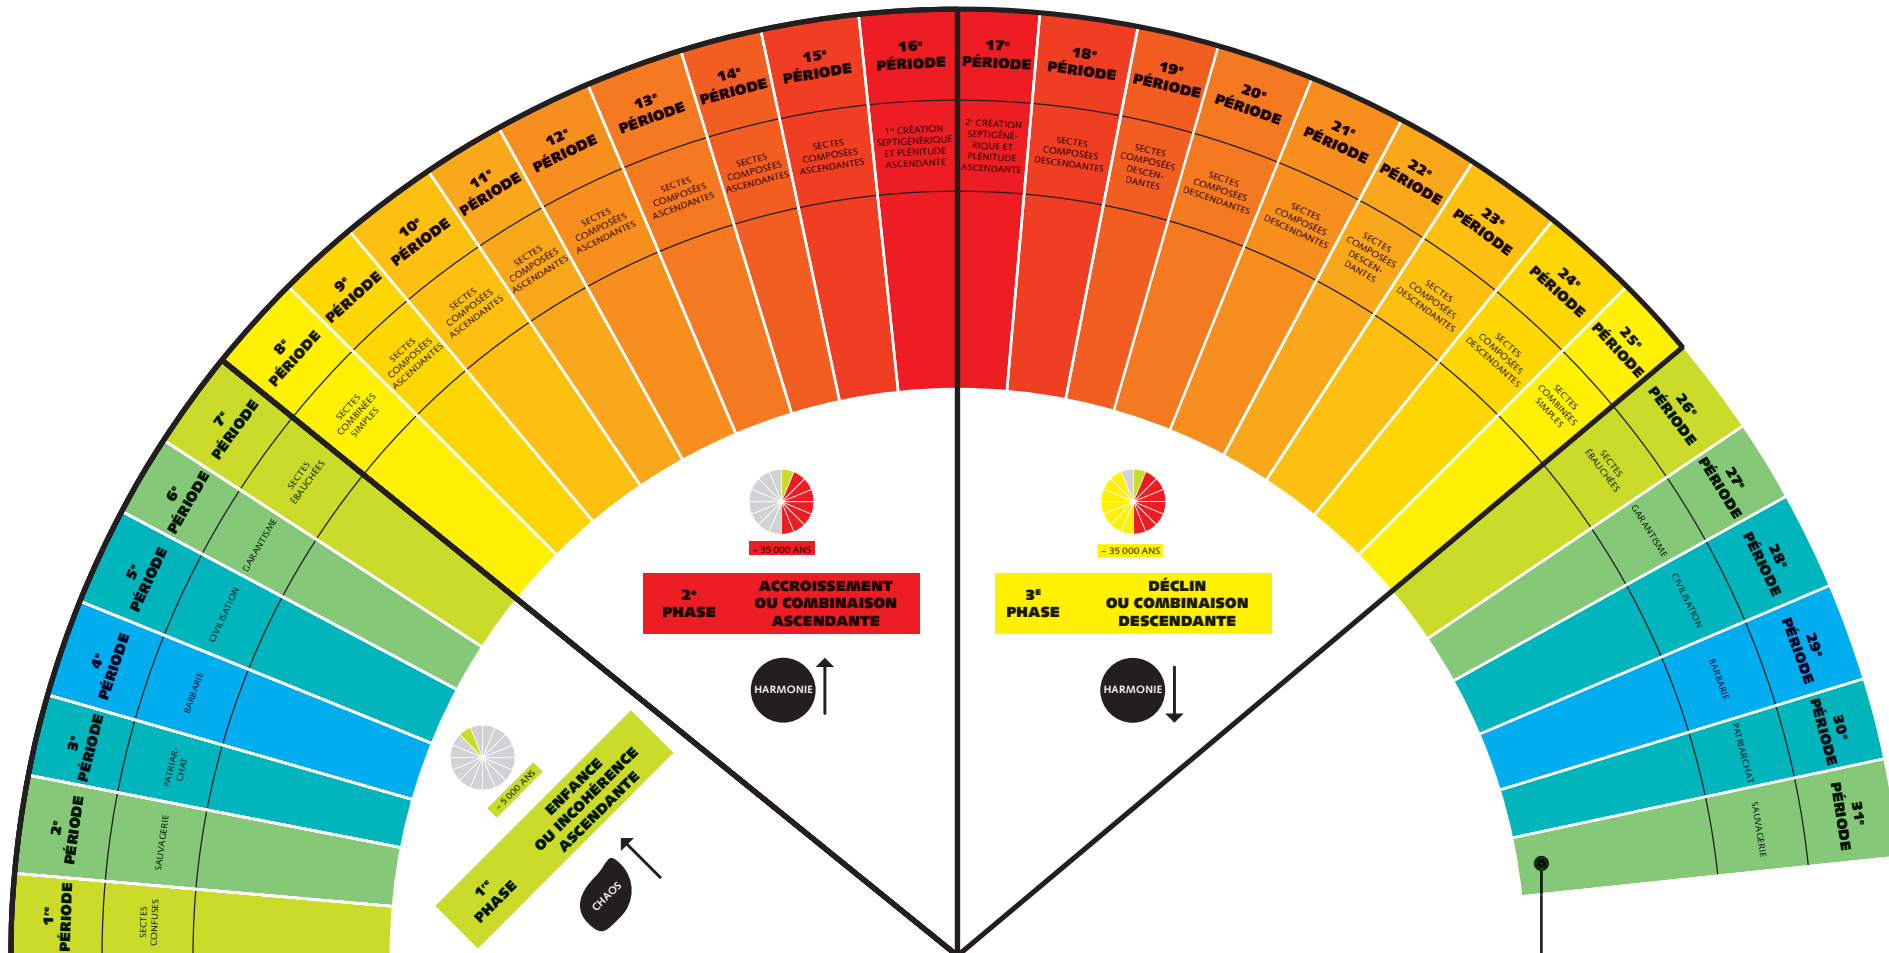 1re
PÉRIODE
SECTES
CONFUSES
2e
PÉRIODE
SAUVAGERIE
3e
PÉRIODE
PATRIAR-
CHAT
4e
PÉRIODE
BARBARIE
5e
PÉRIODE
CIVILISATION
6e
PÉRIODE
GARANTISME
7e
PÉRIODE
SECTES
ÉBAUCHÉES
8e
PÉRIODE
SECTES
COMBINÉES
SIMPLES
9e
PÉRIODE
SECTES
COMPOSÉES
ASCENDANTES
10e
PÉRIODE
SECTES
COMPOSÉES
ASCENDANTES
11e
PÉRIODE
SECTES
COMPOSÉES
ASCENDANTES
12e
PÉRIODE
SECTES
COMPOSÉES
ASCENDANTES
13e
PÉRIODE
SECTES
COMPOSÉES
ASCENDANTES
14e
PÉRIODE
SECTES
COMPOSÉES
ASCENDANTES
15e
PÉRIODE
SECTES
COMPOSÉES
ASCENDANTES
16e
PÉRIODE
1re CRÉATION
SEPTIGÉNÉRIQUE
ET PLÉNITUDE
ASCENDANTE
17e
PÉRIODE
2e CRÉATION
SEPTIGÉNÉ-
RIQUE ET
PLÉNITUDE
ASCENDANTE
18e
PÉRIODE
SECTES
COMPOSÉES
DESCENDANTES
19e
PÉRIODE
SECTES
COMPOSÉES
DESCEN-
DANTES
20e
PÉRIODE
SECTES
COMPOSÉES
DESCENDANTES
21e
PÉRIODE
SECTES
COMPOSÉES
DESCENDANTES
22e
PÉRIODE
SECTES
COMPOSÉES
DESCEN-
DANTES
23e
PÉRIODE
SECTES
COMPOSÉES
DESCENDANTES
24e
PÉRIODE
SECTES
COMPOSÉES
DESCENDANTES
25e
PÉRIODE
SECTES
COMBINÉES
SIMPLES
26e
PÉRIODE
SECTES
ÉBAUCHÉES
27e
PÉRIODE
GARANTISME
28e
PÉRIODE
CIVILISATION
29e
PÉRIODE
BARBARIE
30e
PÉRIODE
PATRIARCHAT
31e
PÉRIODE
SAUVAGERIE
~ 5 000 ANS
1re
PHASE
ENFANCE
OU INCOHÉRENCE
ASCENDANTE
CHAOS
~ 35 000 ANS
2e
PHASE
ACCROISSEMENT
OU COMBINAISON
ASCENDANTE
HARMONIE
~ 35 000 ANS
3E
PHASE
DÉCLIN
OU COMBINAISON
DESCENDANTE
HARMONIE